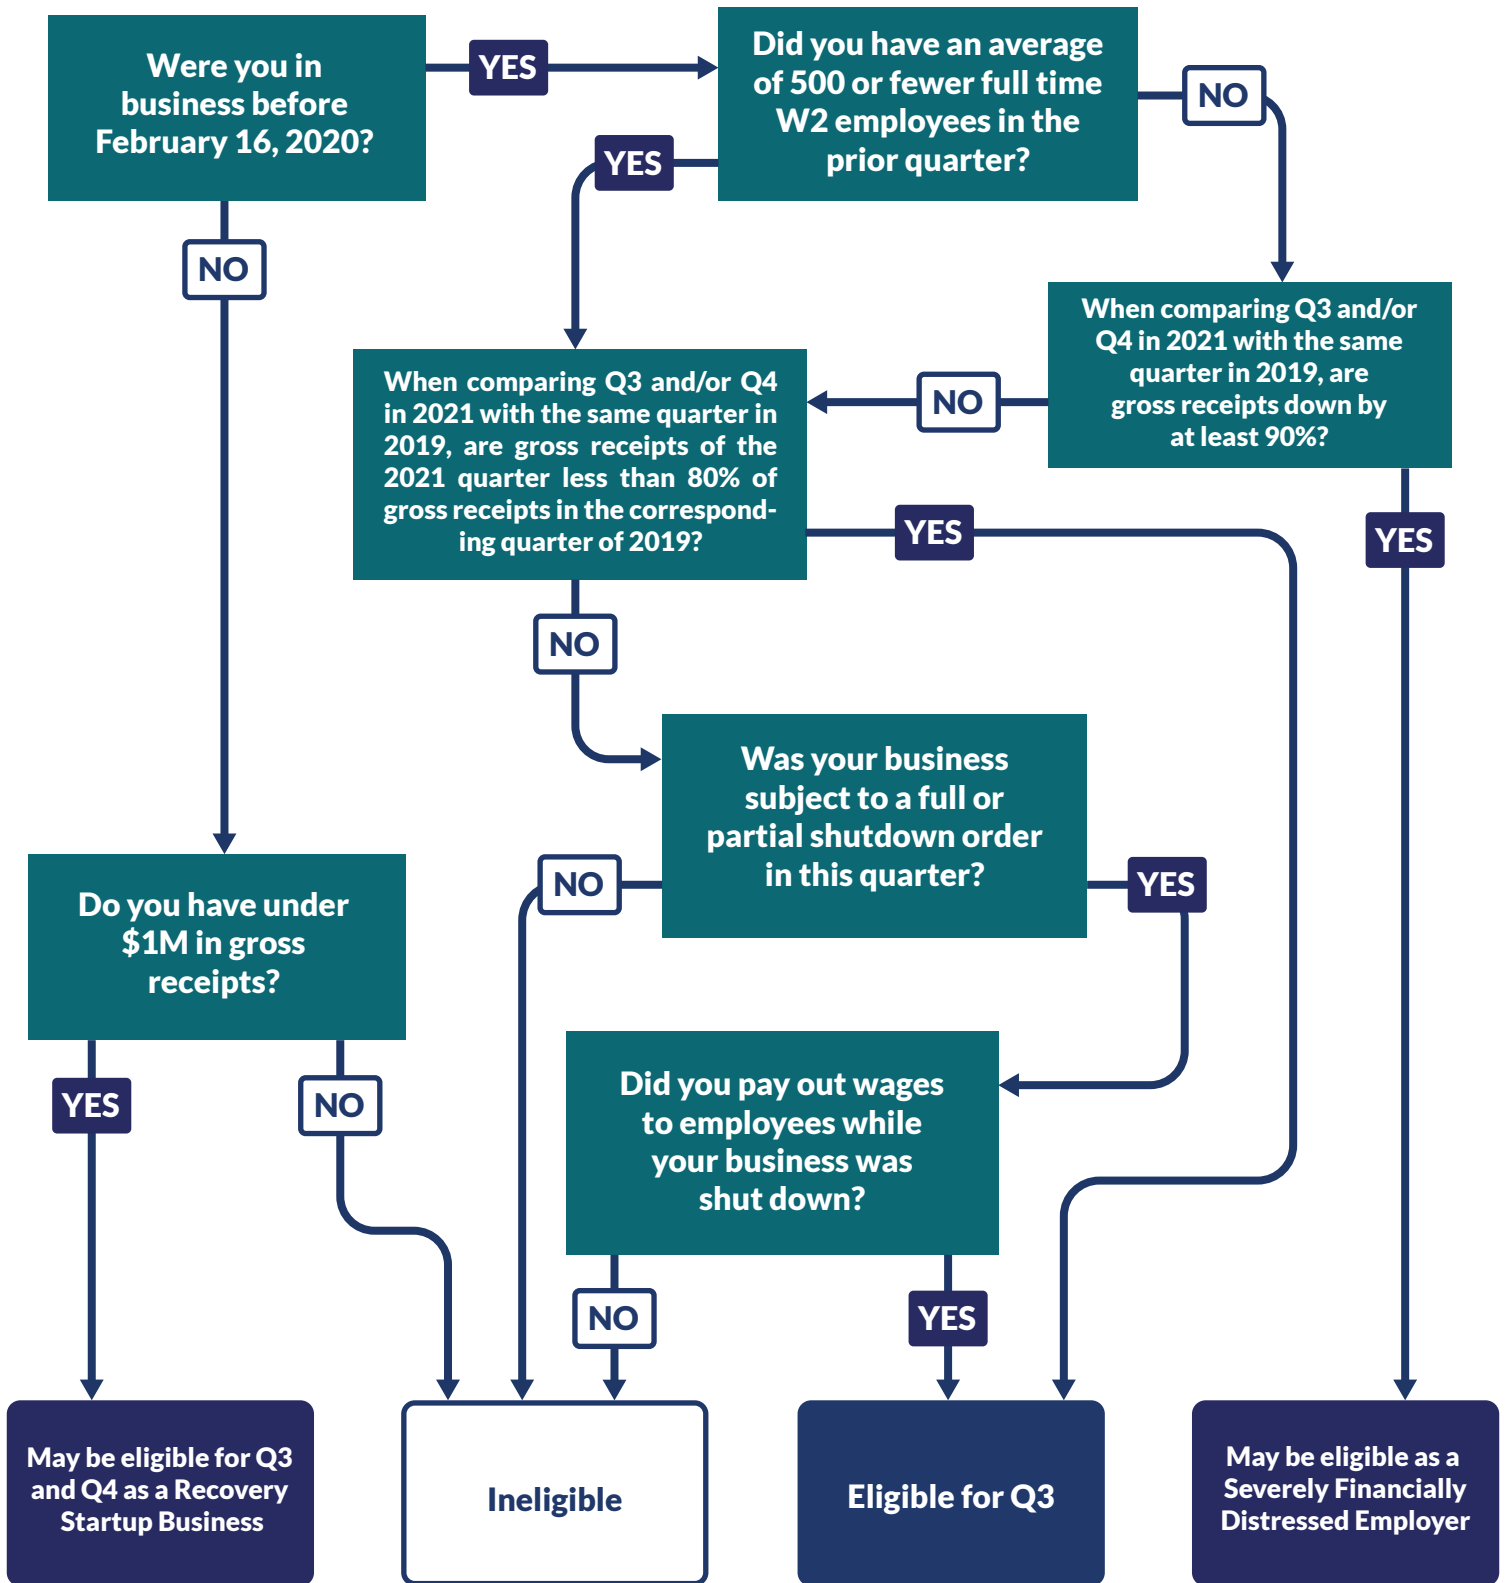 Were you in
business before
February 16, 2020?
YES
Did you have an average
of 500 or fewer full time
W2 employees in the
prior quarter?
NO
YES
NO
When comparing Q3 and/or
Q4 in 2021 with the same
quarter in 2019, are
gross receipts down by
at least 90%?
When comparing Q3 and/or Q4
in 2021 with the same quarter in
2019, are gross receipts of the
2021 quarter less than 80% of
gross receipts in the correspond-
ing quarter of 2019?
NO
YES
YES
NO
Was your business
subject to a full or
partial shutdown order
in this quarter?
NO
YES
Do you have under
$1M in gross
receipts?
YES
NO
Did you pay out wages
to employees while
your business was
shut down?
NO
YES
May be eligible for Q3
and Q4 as a Recovery
Startup Business
Ineligible
Eligible for Q3
May be eligible as a
Severely Financially
Distressed Employer